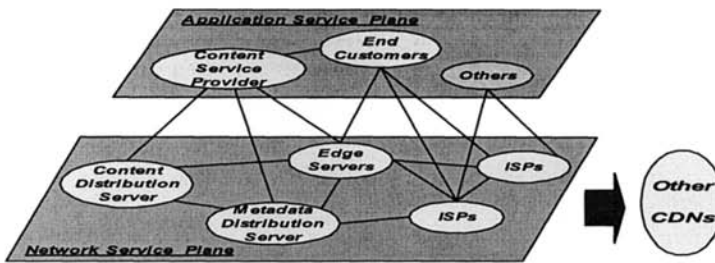 Application Service Plane
End
Customers
Content
Service
Provider
Others
Edge
Servers
ISPs
Content
Distribution
Server
Metadata
Distribution
Server
ISPs
Network Service Plane
Other
CDNs